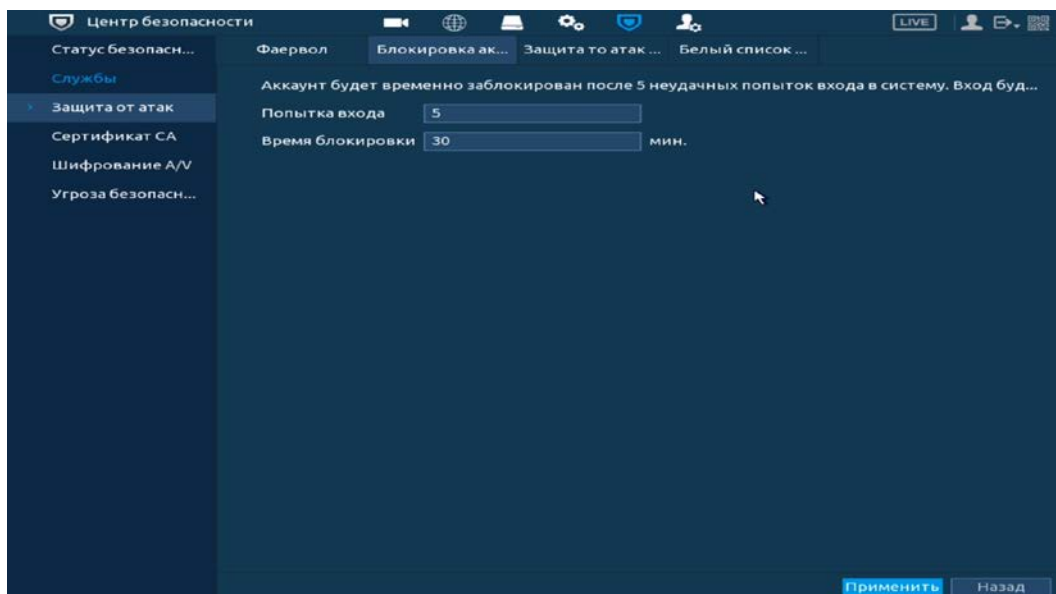 Центр безопасности
LIVE
Статус безопасн...
Фаервол
Блокировка ак...
Защита то атак ...
Белый список ...
Службы
Аккаунт будет временно заблокирован после 5 неудачных попыток входа в систему. Вход буд...
Защита от атак
Попытка входа 5
Сертификат CA
Время блокировки 30 мин.
Шифрование A/V
Угроза безопасн...
Применить
Назад